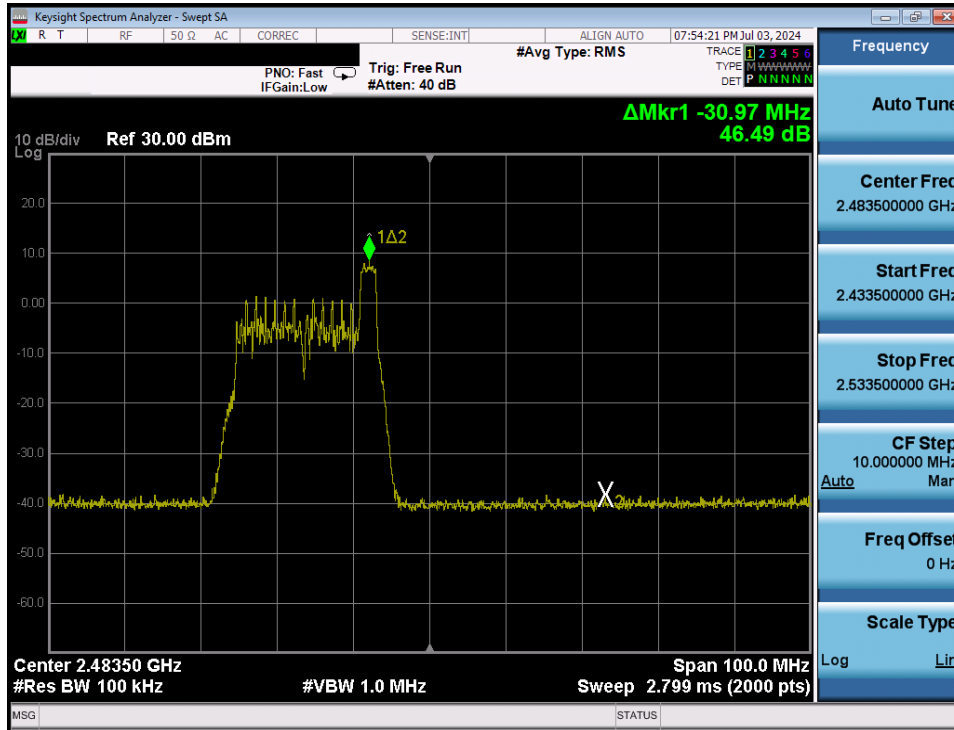 Keysight Spectrum Analyzer - Swept SA
LXI R T RF 50 Ω AC CORREC SENSE:INT ALIGN AUTO 07:54:21 PM Jul 03, 2024
#Avg Type: RMS TRACE 1 2 3 4 5 6
PNO: Fast Trig: Free Run TYPE M WWWWW
IFGain:Low #Atten: 40 dB DET P N N N N N
ΔMkr1 -30.97 MHz
46.49 dB
10 dB/div Ref 30.00 dBm
Log
20.0
10.0
0.00
-10.0
-20.0
-30.0
-40.0
-50.0
-60.0
1Δ2
X2
Center 2.48350 GHz Span 100.0 MHz
#Res BW 100 kHz #VBW 1.0 MHz Sweep 2.799 ms (2000 pts)
MSG STATUS
Frequency
Auto Tune
Center Freq
2.483500000 GHz
Start Freq
2.433500000 GHz
Stop Freq
2.533500000 GHz
CF Step
10.000000 MHz
Auto Man
Freq Offset
0 Hz
Scale Type
Log Lin